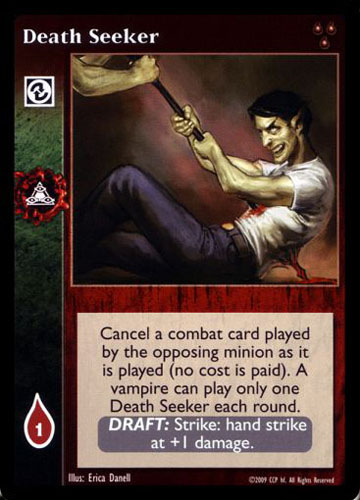 Death Seeker
Cancel a combat card played
by the opposing minion as it
is played (no cost is paid). A
vampire can play only one
Death Seeker each round.
DRAFT: Strike: hand strike
at +1 damage.
1
Illus: Erica Danell
©2009 CCP hf. All Rights Reserved